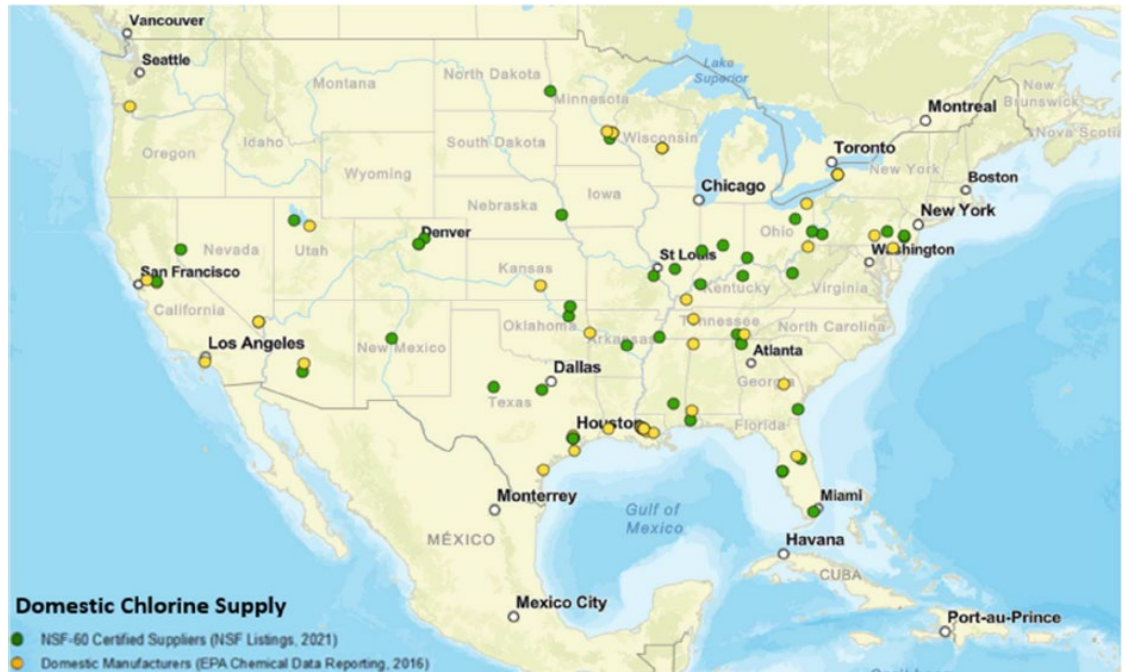 Vancouver
Seattle
Lake
Superior
Montana
North Dakota
Minnesota
New
Brunswick
Montreal
Nova Scotia
Oregon
Idaho
South Dakota
Wisconsin
Toronto
New York
Wyoming
Chicago
Boston
Iowa
Nebraska
New York
Denver
Ohio
Nevada
Utah
St Louis
Washington
San Francisco
Kansas
Kentucky
Virginia
California
Oklahoma
Tennessee
North Carolina
Los Angeles
New Mexico
Arkansas
Atlanta
Dallas
Georgia
Texas
Houston
Florida
Monterrey
Miami
Gulf of
Mexico
MÉXICO
Havana
CUBA
Domestic Chlorine Supply
Mexico City
Port-au-Prince
NSF-60 Certified Suppliers (NSF Listings, 2021)
Domestic Manufacturers (EPA Chemical Data Reporting, 2016)